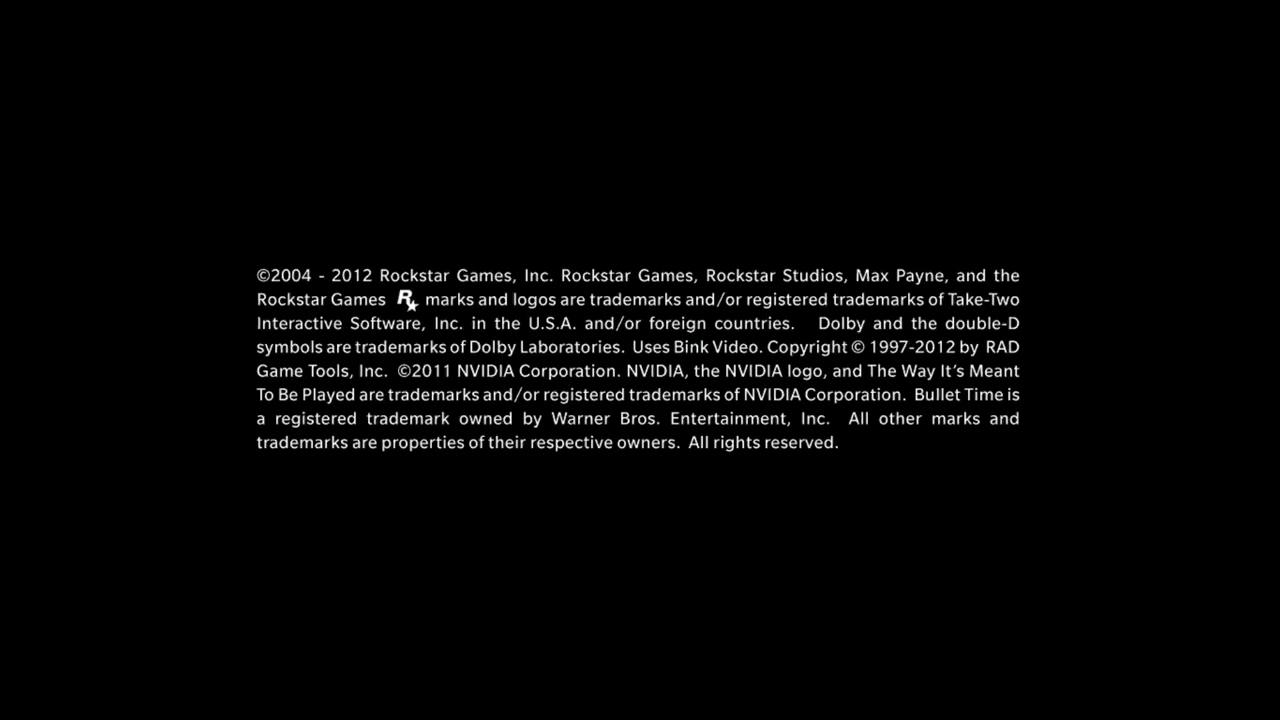 ©2004 - 2012 Rockstar Games, Inc. Rockstar Games, Rockstar Studios, Max Payne, and the
Rockstar Games R★ marks and logos are trademarks and/or registered trademarks of Take-Two
Interactive Software, Inc. in the U.S.A. and/or foreign countries.  Dolby and the double-D
symbols are trademarks of Dolby Laboratories.  Uses Bink Video. Copyright © 1997-2012 by RAD
Game Tools, Inc.  ©2011 NVIDIA Corporation. NVIDIA, the NVIDIA logo, and The Way It’s Meant
To Be Played are trademarks and/or registered trademarks of NVIDIA Corporation.  Bullet Time is
a registered trademark owned by Warner Bros. Entertainment, Inc.  All other marks and
trademarks are properties of their respective owners.  All rights reserved.